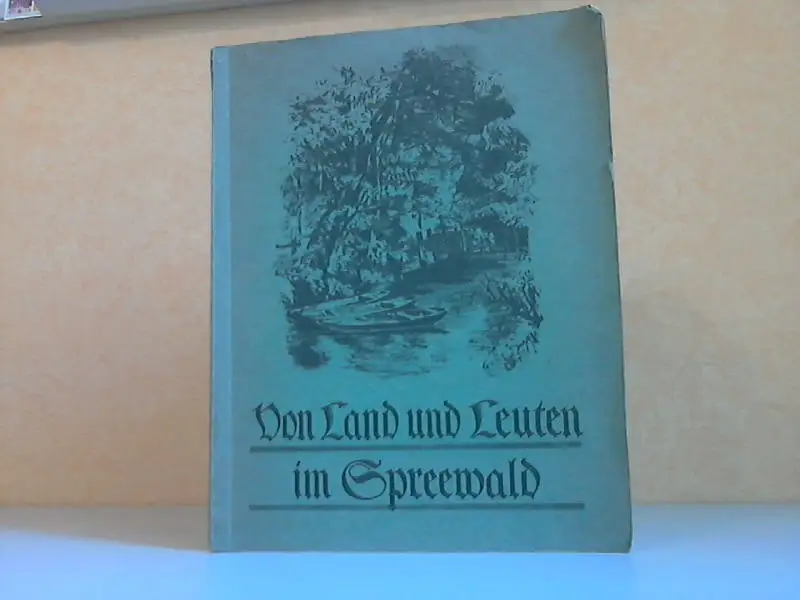 Von Land und Leuten
im Spreewald